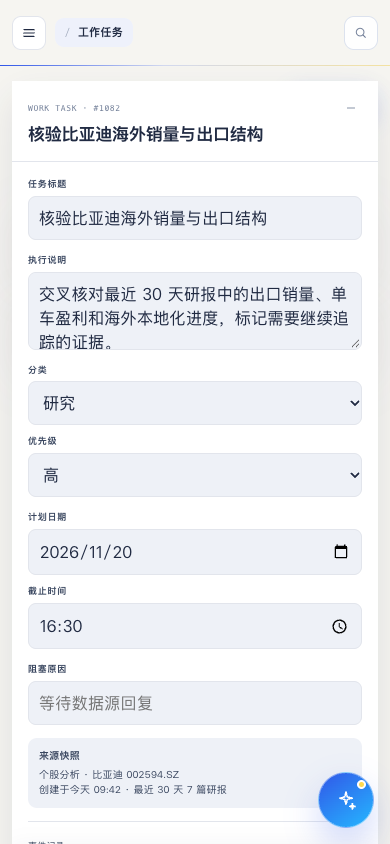 / 工作任务
WORK TASK · #1082
核验比亚迪海外销量与出口结构
任务标题
核验比亚迪海外销量与出口结构
执行说明
交叉核对最近 30 天研报中的出口销量、单
车盈利和海外本地化进度，标记需要继续追
踪的证据。
分类
研究
优先级
高
计划日期
2026/11/20
截止时间
16:30
阻塞原因
等待数据源回复
来源快照
个股分析 · 比亚迪 002594.SZ
创建于今天 09:42 · 最近 30 天 7 篇研报